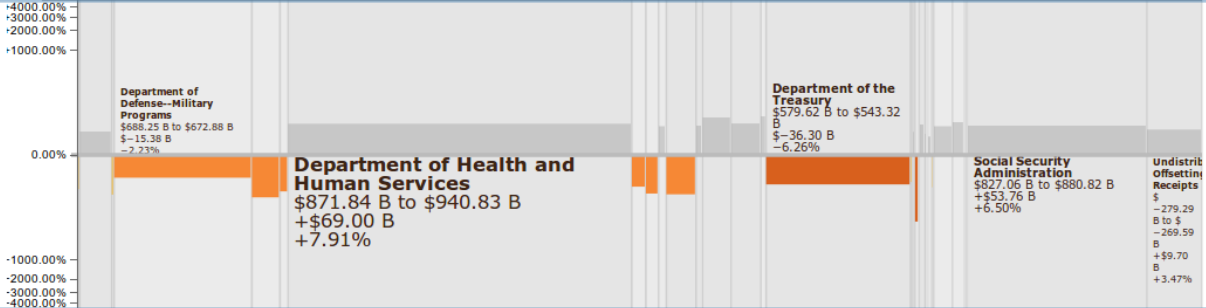 +4000.00%
+3000.00%
+2000.00%
+1000.00%
0.00%
-1000.00%
-2000.00%
-3000.00%
-4000.00%
Department of
Defense--Military
Programs
$688.25 B to $672.88 B
$−15.38 B
−2.23%
Department of Health and
Human Services
$871.84 B to $940.83 B
+$69.00 B
+7.91%
Department of the
Treasury
$579.62 B to $543.32
B
$−36.30 B
−6.26%
Social Security
Administration
$827.06 B to $880.82 B
+$53.76 B
+6.50%
Undistrib
Offsetting
Receipts
$
−279.29
B to $
−269.59
B
+$9.70
B
+3.47%